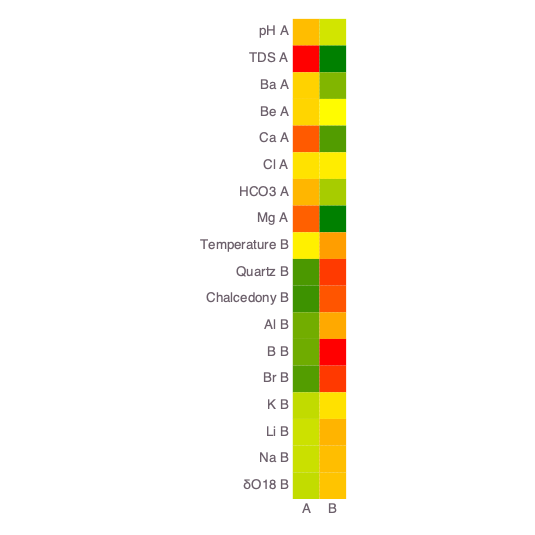 pH A
TDS A
Ba A
Be A
Ca A
Cl A
HCO3 A
Mg A
Temperature B
Quartz B
Chalcedony B
Al B
B B
Br B
K B
Li B
Na B
δO18 B
A B